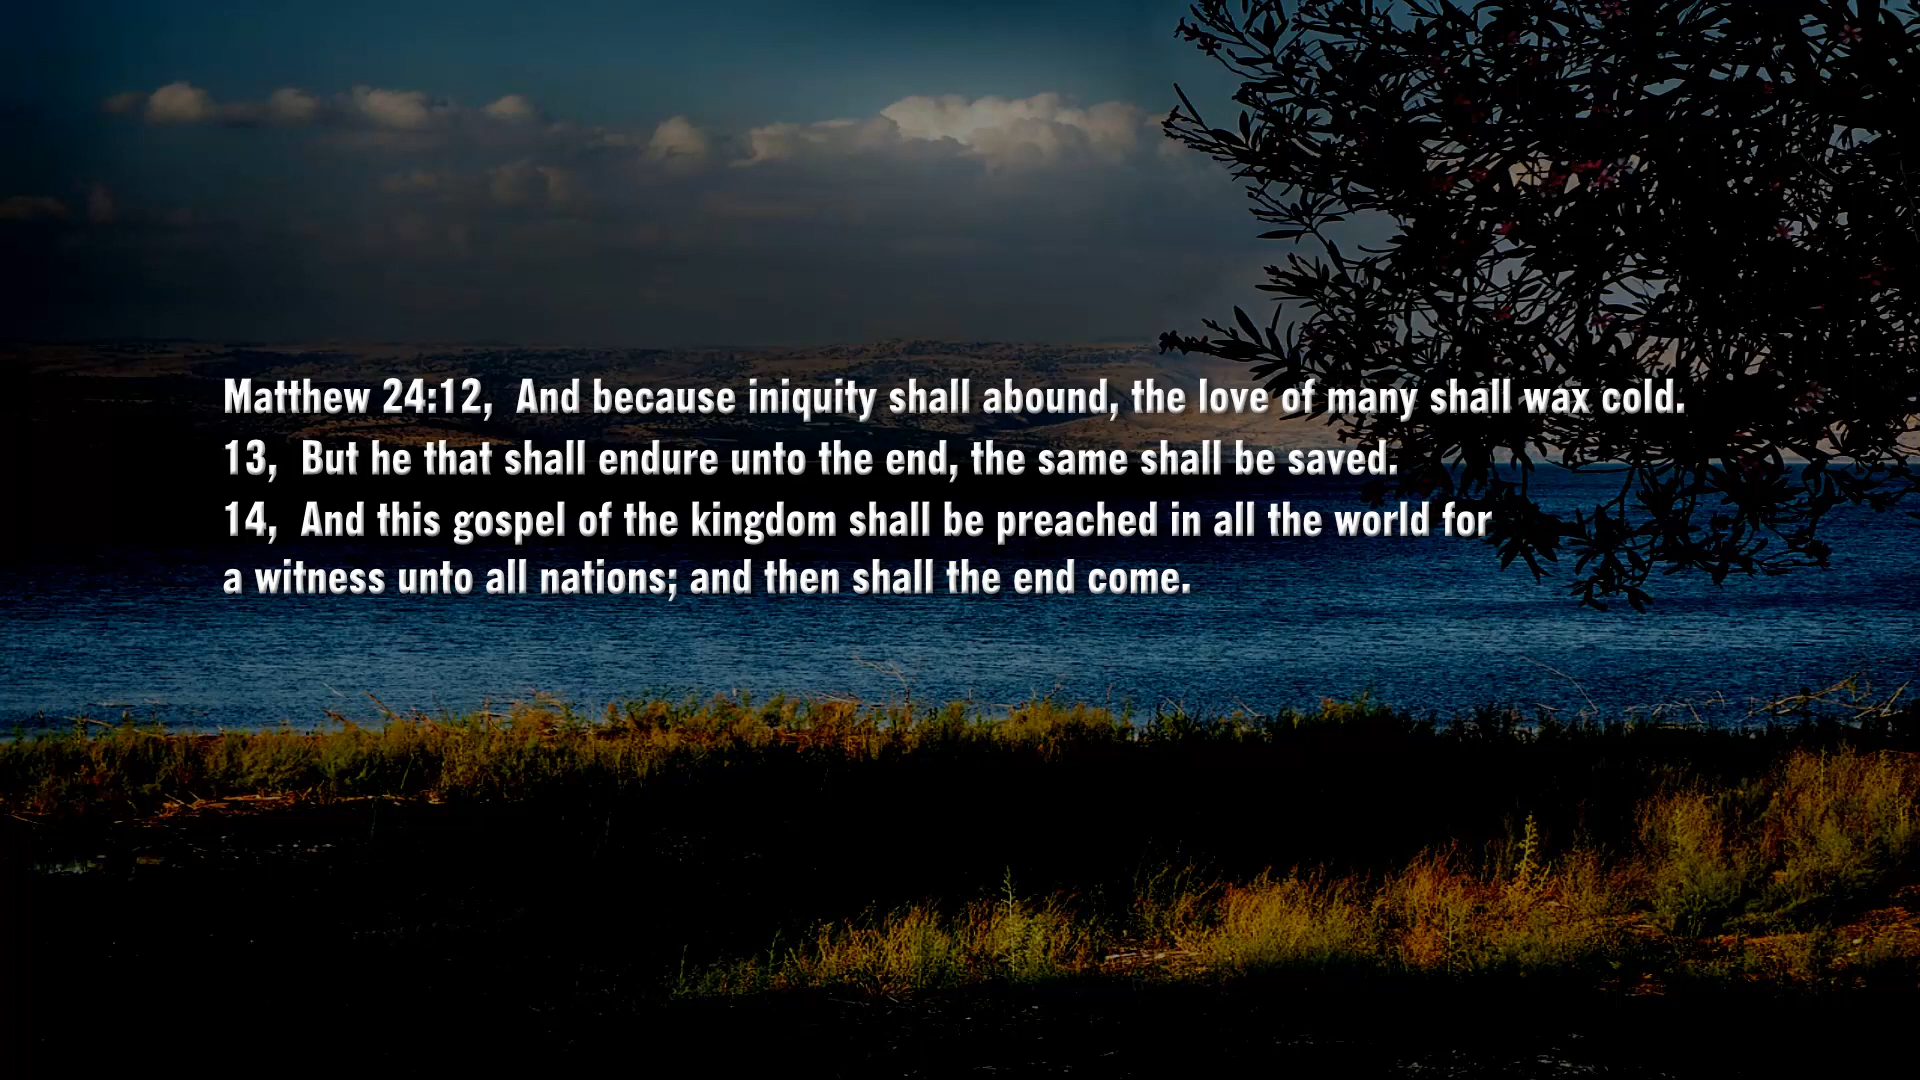 Matthew 24:12,  And because iniquity shall abound, the love of many shall wax cold.
13,  But he that shall endure unto the end, the same shall be saved.
14,  And this gospel of the kingdom shall be preached in all the world for
a witness unto all nations; and then shall the end come.